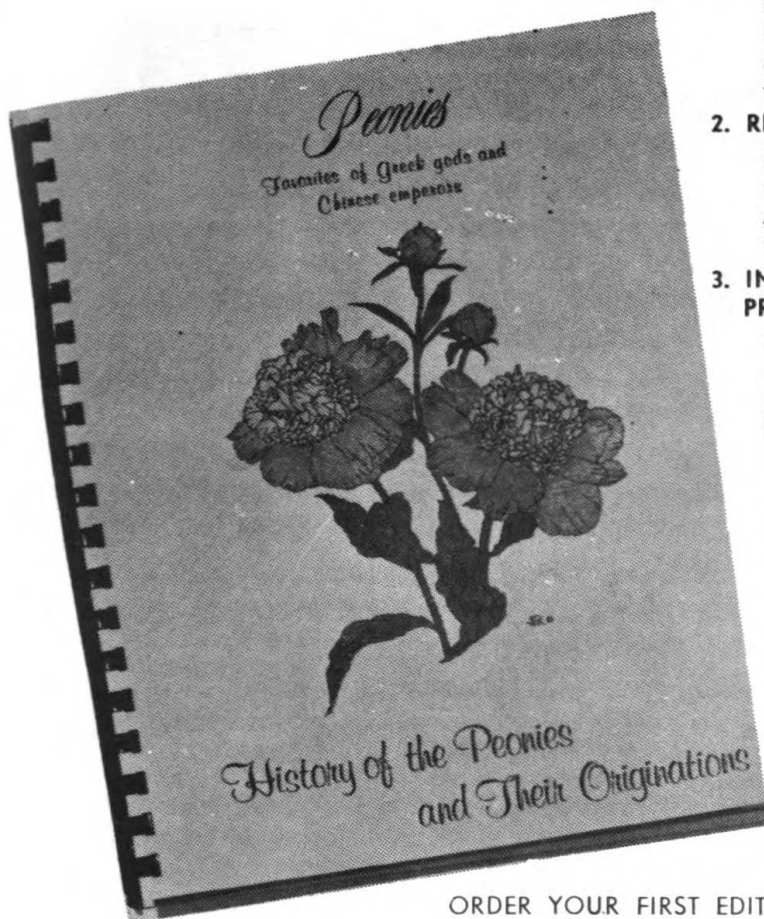 Peonies
Favorites of Greek gods and
Chinese emperors
History of the Peonies
and Their Originations
2. R
3. IN
PR
ORDER YOUR FIRST EDIT